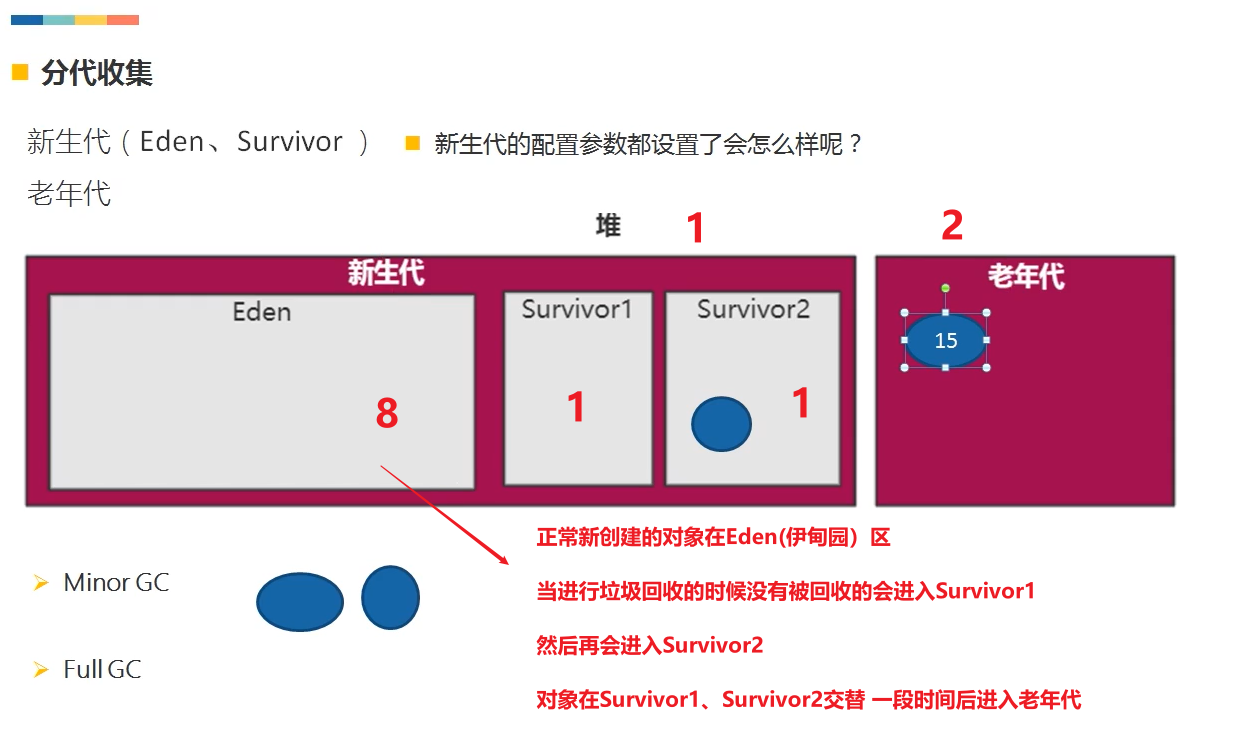 分代收集
新生代（Eden、Survivor ） 新生代的配置参数都设置了会怎么样呢？
老年代
堆 1 2
新生代 老年代
Eden Survivor1 Survivor2
15
8 1 1
正常新创建的对象在Eden(伊甸园）区
Minor GC
当进行垃圾回收的时候没有被回收的会进入Survivor1
然后再会进入Survivor2
Full GC
对象在Survivor1、Survivor2交替 一段时间后进入老年代